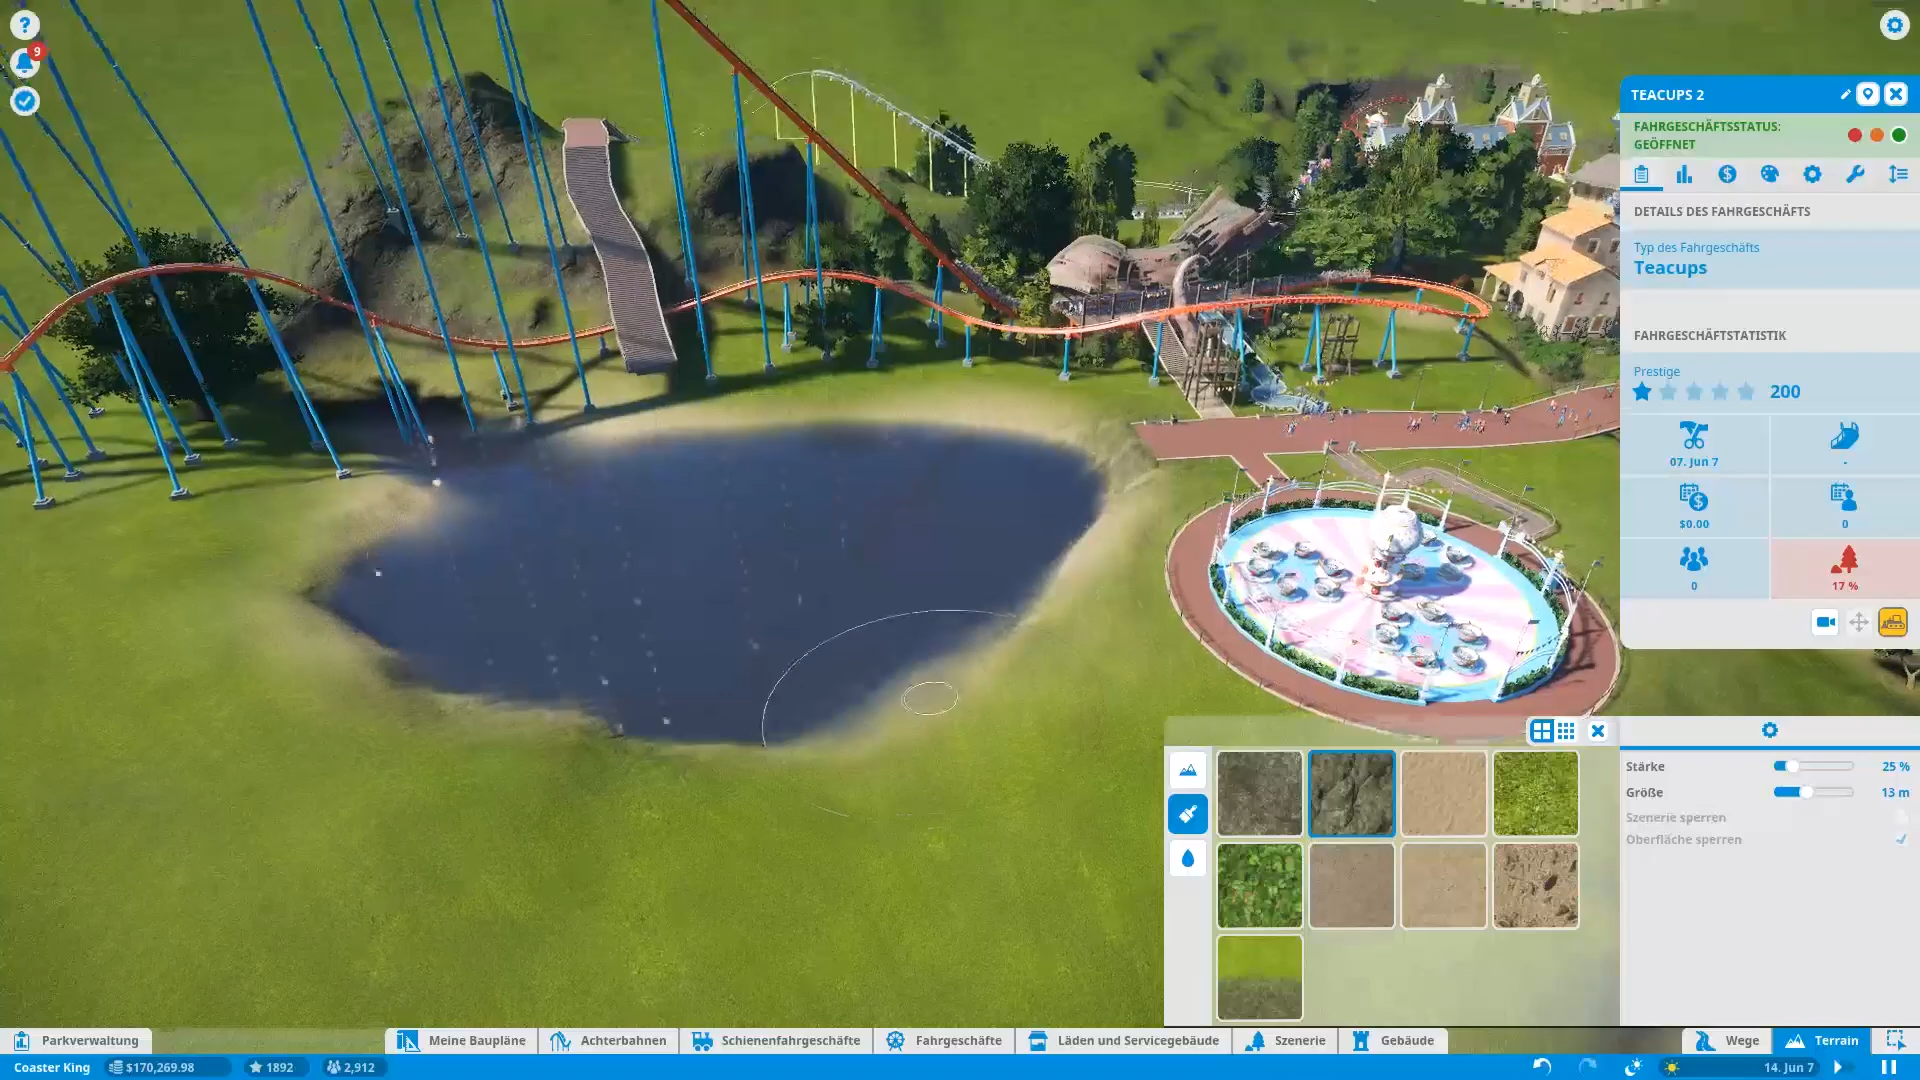 ?
9
TEACUPS 2
FAHRGESCHÄFTSSTATUS:
GEÖFFNET
DETAILS DES FAHRGESCHÄFTS
Typ des Fahrgeschäfts
Teacups
FAHRGESCHÄFTSTATISTIK
Prestige
200
07. Jun 7
-
$0.00
0
0
17 %
Stärke
25 %
Größe
13 m
Szenerie sperren
Oberfläche sperren
Parkverwaltung
Meine Baupläne
Achterbahnen
Schienenfahrgeschäfte
Fahrgeschäfte
Läden und Servicegebäude
Szenerie
Gebäude
Wege
Terrain
Coaster King
$170,269.98
1892
2,912
14. Jun 7